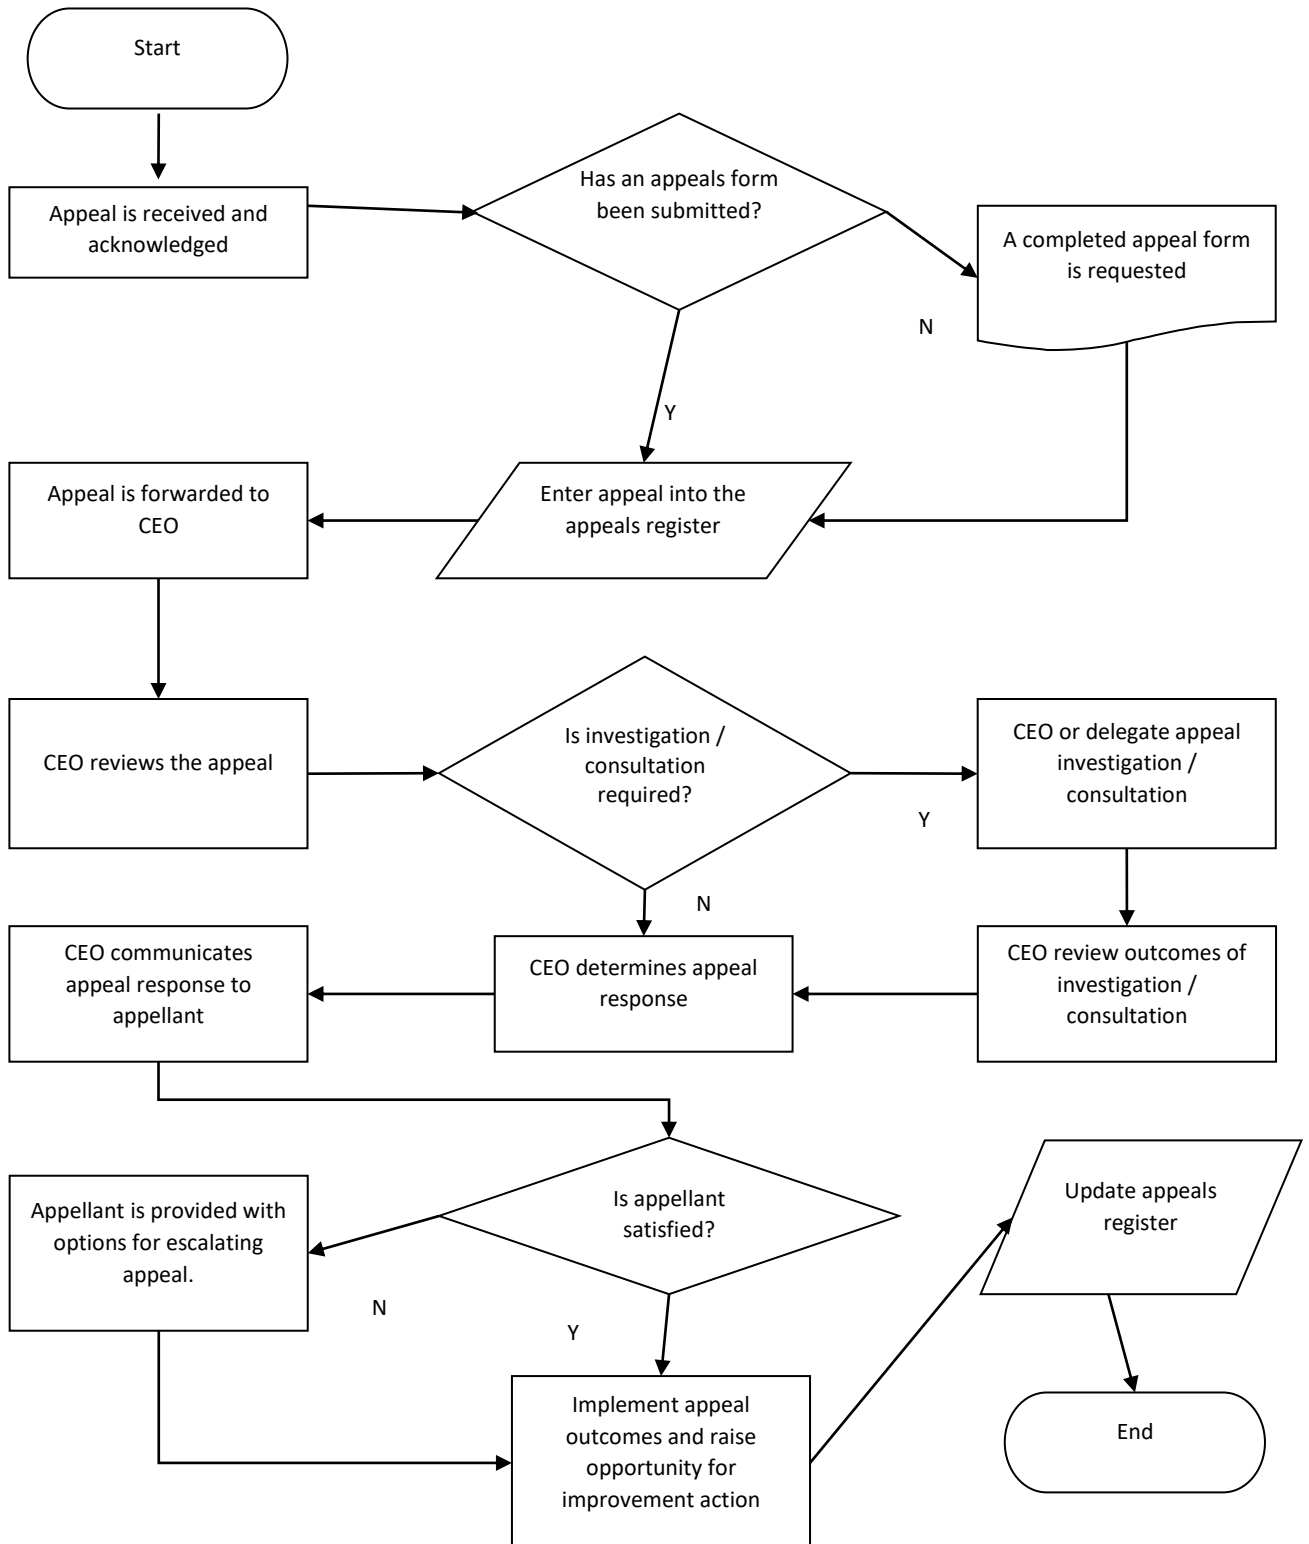 Start
Appeal is received and
acknowledged
Has an appeals form
been submitted?
A completed appeal form
is requested
N
Y
Appeal is forwarded to
CEO
Enter appeal into the
appeals register
CEO reviews the appeal
Is investigation /
consultation
required?
CEO or delegate appeal
investigation /
consultation
Y
N
CEO communicates
appeal response to
appellant
CEO determines appeal
response
CEO review outcomes of
investigation /
consultation
Appellant is provided with
options for escalating
appeal.
Is appellant
satisfied?
Update appeals
register
N
Y
Implement appeal
outcomes and raise
opportunity for
improvement action
End